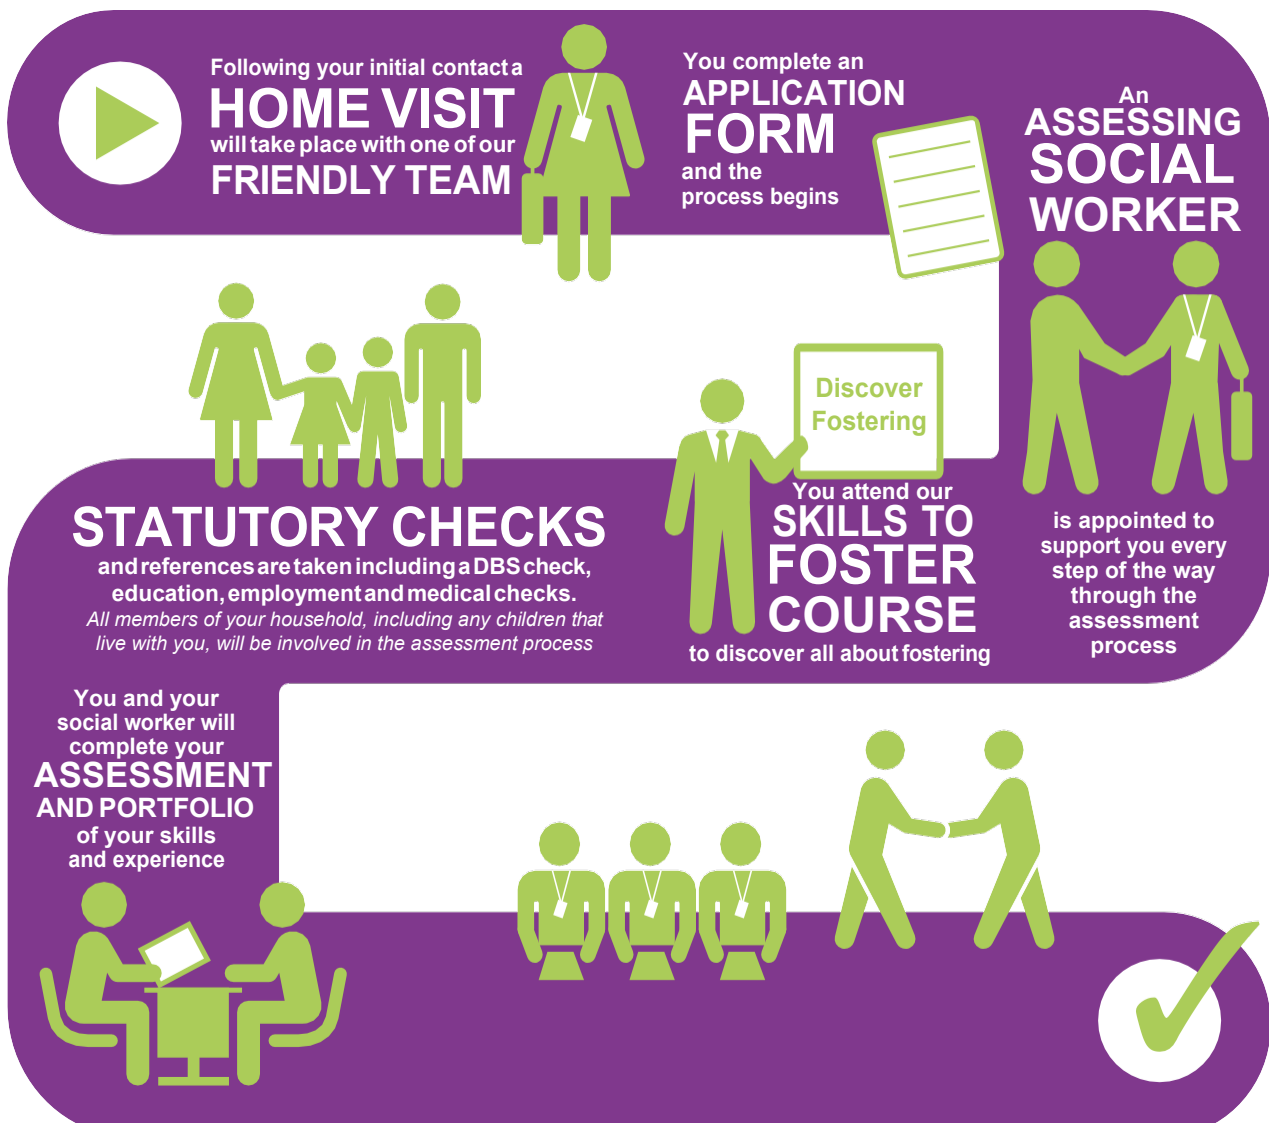 Following your initial contact a
HOME VISIT
will take place with one of our
FRIENDLY TEAM
You complete an
APPLICATION
FORM
and the
process begins
An
ASSESSING
SOCIAL
WORKER
is appointed to
support you every
step of the way
through the
assessment
process
Discover
Fostering
You attend our
SKILLS TO
FOSTER
COURSE
to discover all about fostering
STATUTORY CHECKS
and references are taken including a DBS check,
education, employment and medical checks.
All members of your household, including any children that
live with you, will be involved in the assessment process
You and your
social worker will
complete your
ASSESSMENT
AND PORTFOLIO
of your skills
and experience